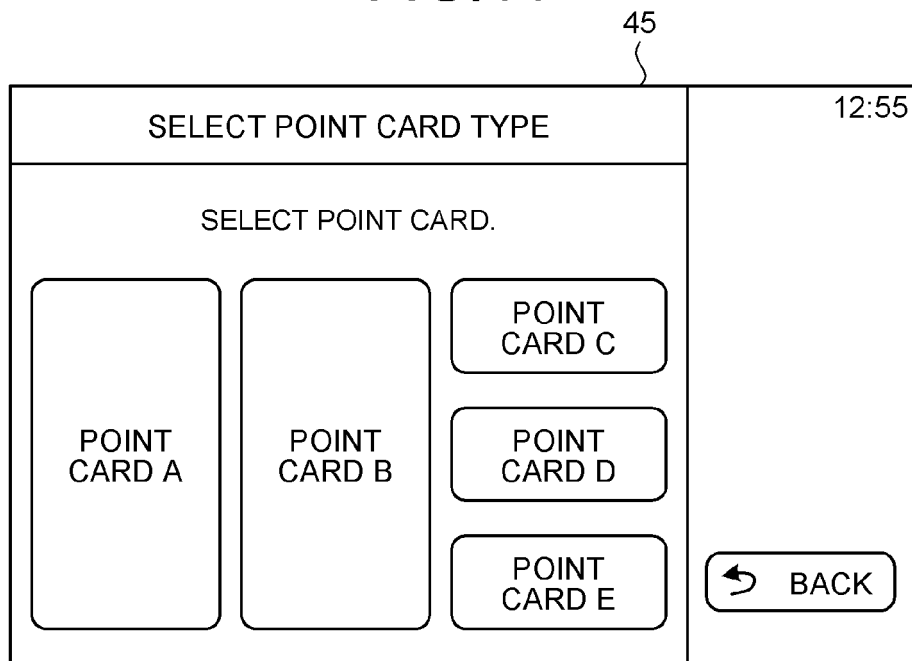 45
12:55
SELECT POINT CARD TYPE
SELECT POINT CARD.
POINT
CARD A
POINT
CARD B
POINT
CARD C
POINT
CARD D
POINT
CARD E
BACK